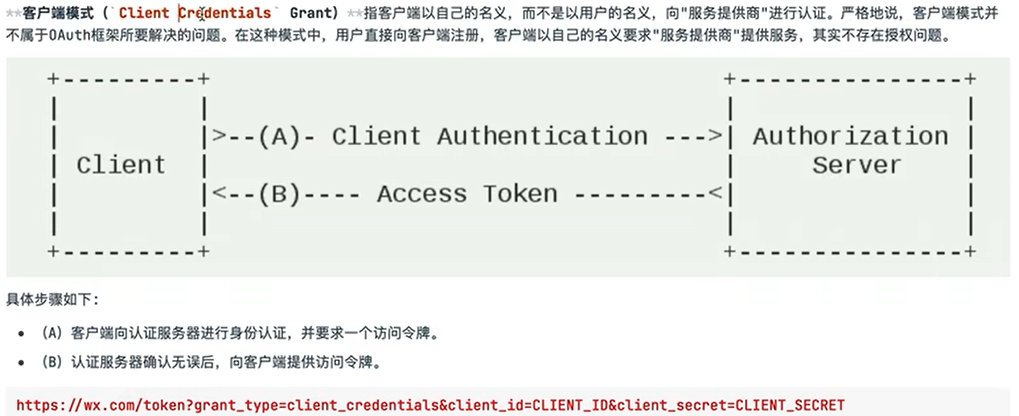 **客户端模式（`Client Credentials` Grant）**指客户端以自己的名义，而不是以用户的名义，向"服务提供商"进行认证。严格地说，客户端模式并
不属于OAuth框架所要解决的问题。在这种模式中，用户直接向客户端注册，客户端以自己的名义要求"服务提供商"提供服务，其实不存在授权问题。
+---------+                                  +---------------+
|         |                                  |               |
|         |>--(A)- Client Authentication --->| Authorization |
| Client  |                                  |     Server    |
|         |<--(B)---- Access Token ---------<|               |
|         |                                  |               |
+---------+                                  +---------------+
具体步骤如下：
• （A）客户端向认证服务器进行身份认证，并要求一个访问令牌。
• （B）认证服务器确认无误后，向客户端提供访问令牌。
https://wx.com/token?grant_type=client_credentials&client_id=CLIENT_ID&client_secret=CLIENT_SECRET